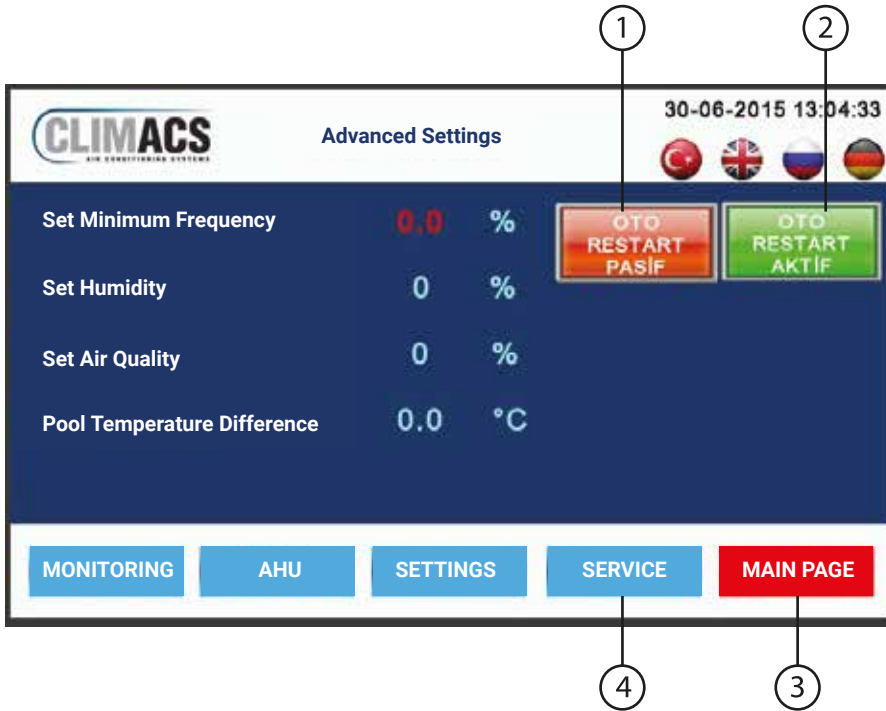 1 2
CLIMACS
AIR CONDITIONING SYSTEMS
Advanced Settings
30-06-2015 13:04:33
Set Minimum Frequency 0.0 %
OTO
RESTART
PASİF
OTO
RESTART
AKTİF
Set Humidity 0 %
Set Air Quality 0 %
Pool Temperature Difference 0.0 °C
MONITORING AHU SETTINGS SERVICE MAIN PAGE
4 3